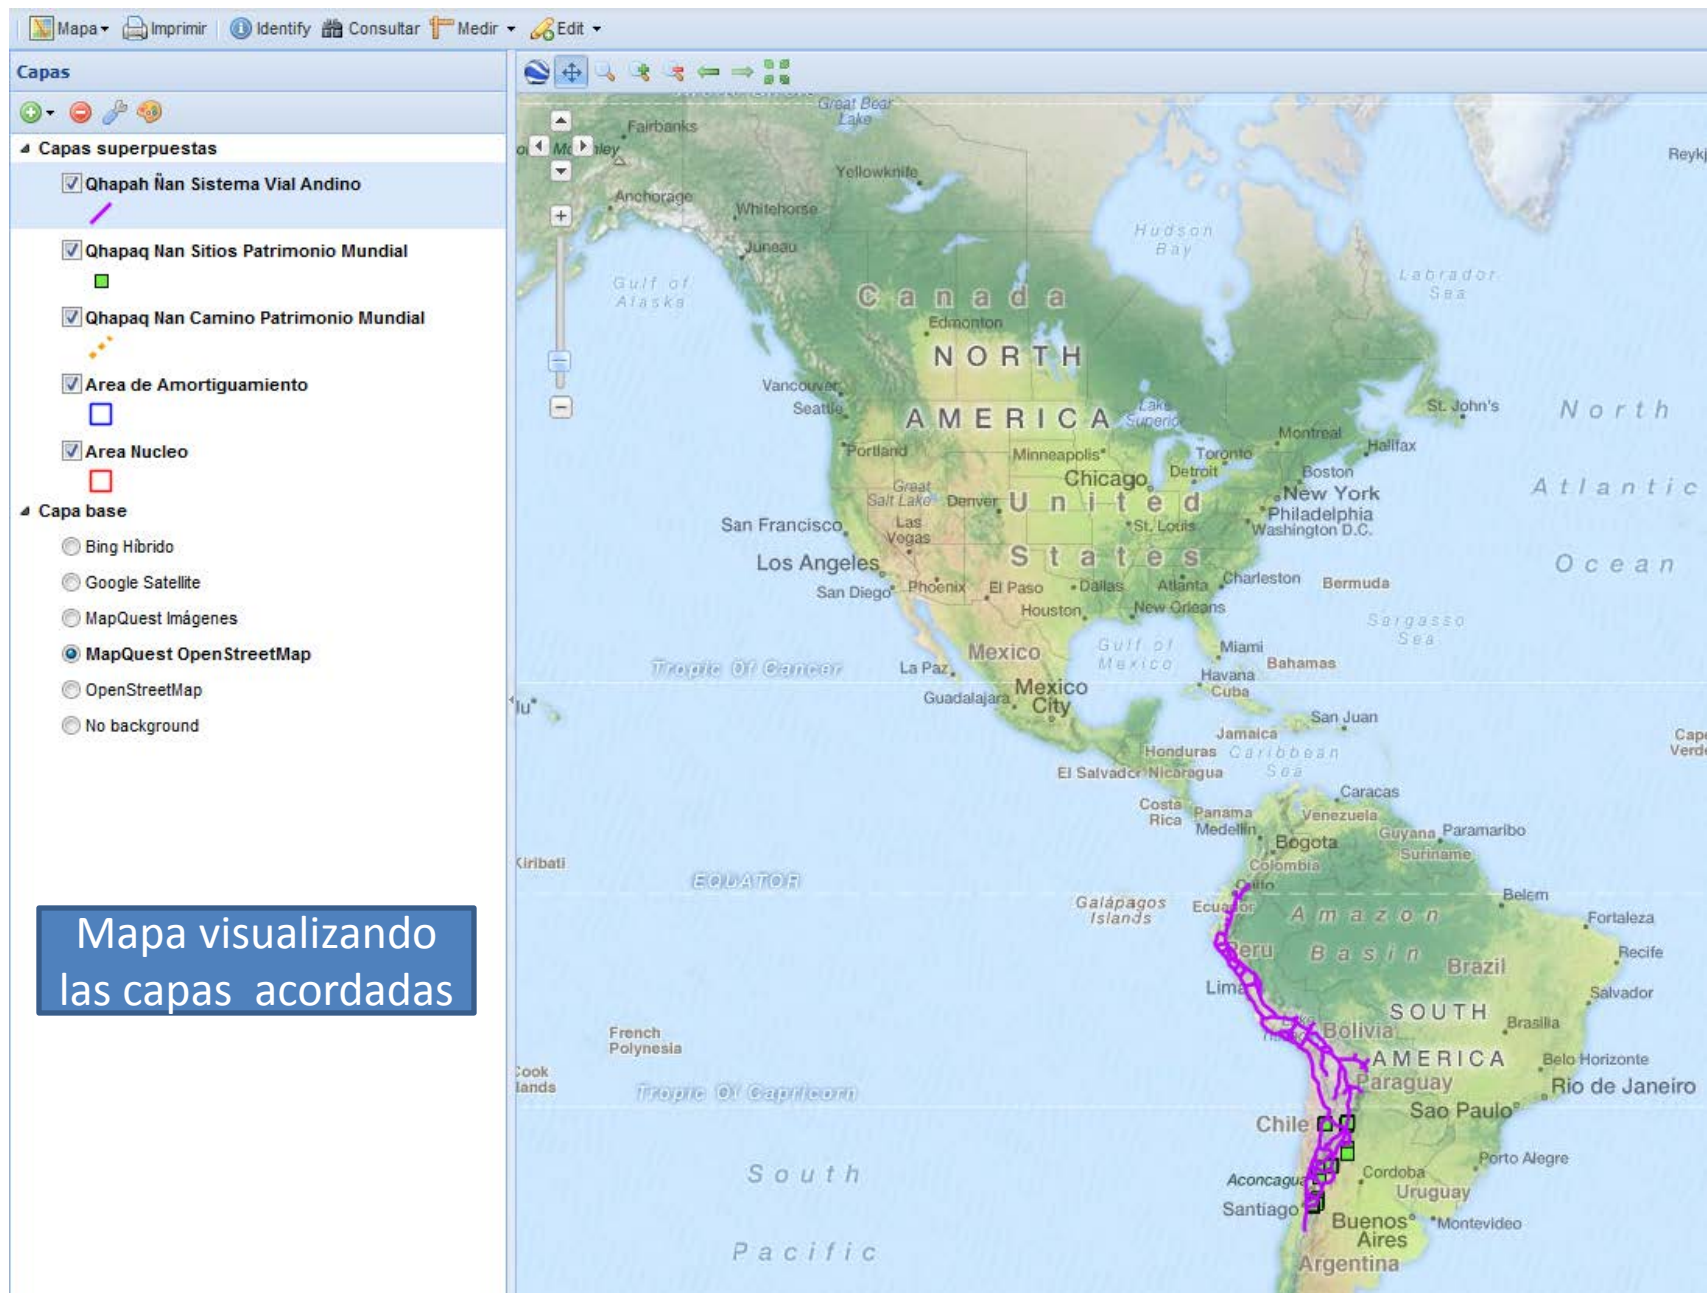 Mapa Imprimir Identify Consultar Medir Edit
Capas
Capas superpuestas
Qhapah Ñan Sistema Vial Andino
Qhapaq Nan Sitios Patrimonio Mundial
Qhapaq Nan Camino Patrimonio Mundial
Area de Amortiguamiento
Area Nucleo
Capa base
Bing Híbrido
Google Satellite
MapQuest Imágenes
MapQuest OpenStreetMap
OpenStreetMap
No background
Mapa visualizando
las capas acordadas
Great Bear
Lake
Fairbanks
Yellowknife
Anchorage
Whitehorse
Juneau
Hudson
Bay
Gulf of
Alaska
Labrador
Sea
Canada
Edmonton
NORTH
AMERICA
Vancouver
Seattle
Lake
Superior
St. John's
North
Atlantic
Ocean
Montreal
Halifax
Portland
Minneapolis
Toronto
Chicago
Detroit
Boston
Great
Salt Lake
Denver
United
States
New York
Philadelphia
Washington D.C.
San Francisco
Las
Vegas
St. Louis
Los Angeles
San Diego
Phoenix
El Paso
Dallas
Atlanta
Charleston
Bermuda
Houston
New Orleans
Sargasso
Sea
Mexico
Gulf of
Mexico
Miami
Bahamas
Tropic Of Cancer
La Paz
Havana
Cuba
Guadalajara
Mexico
City
San Juan
Jamaica
Honduras
Caribbean
Sea
El Salvador
Nicaragua
Cape
Verde
Caracas
Costa
Rica
Panama
Venezuela
Medellin
Guyana
Paramaribo
Bogota
Suriname
Colombia
Kiribati
EQUATOR
Quito
Galápagos
Islands
Ecuador
Belem
Amazon
Basin
Fortaleza
Peru
Recife
Brazil
Lima
Salvador
SOUTH
AMERICA
French
Polynesia
Bolivia
Brasilia
Belo Horizonte
Paraguay
Rio de Janeiro
Tropic Of Capricorn
Sao Paulo
Chile
South
Pacific
Porto Alegre
Aconcagua
Cordoba
Uruguay
Santiago
Buenos
Aires
Montevideo
Argentina